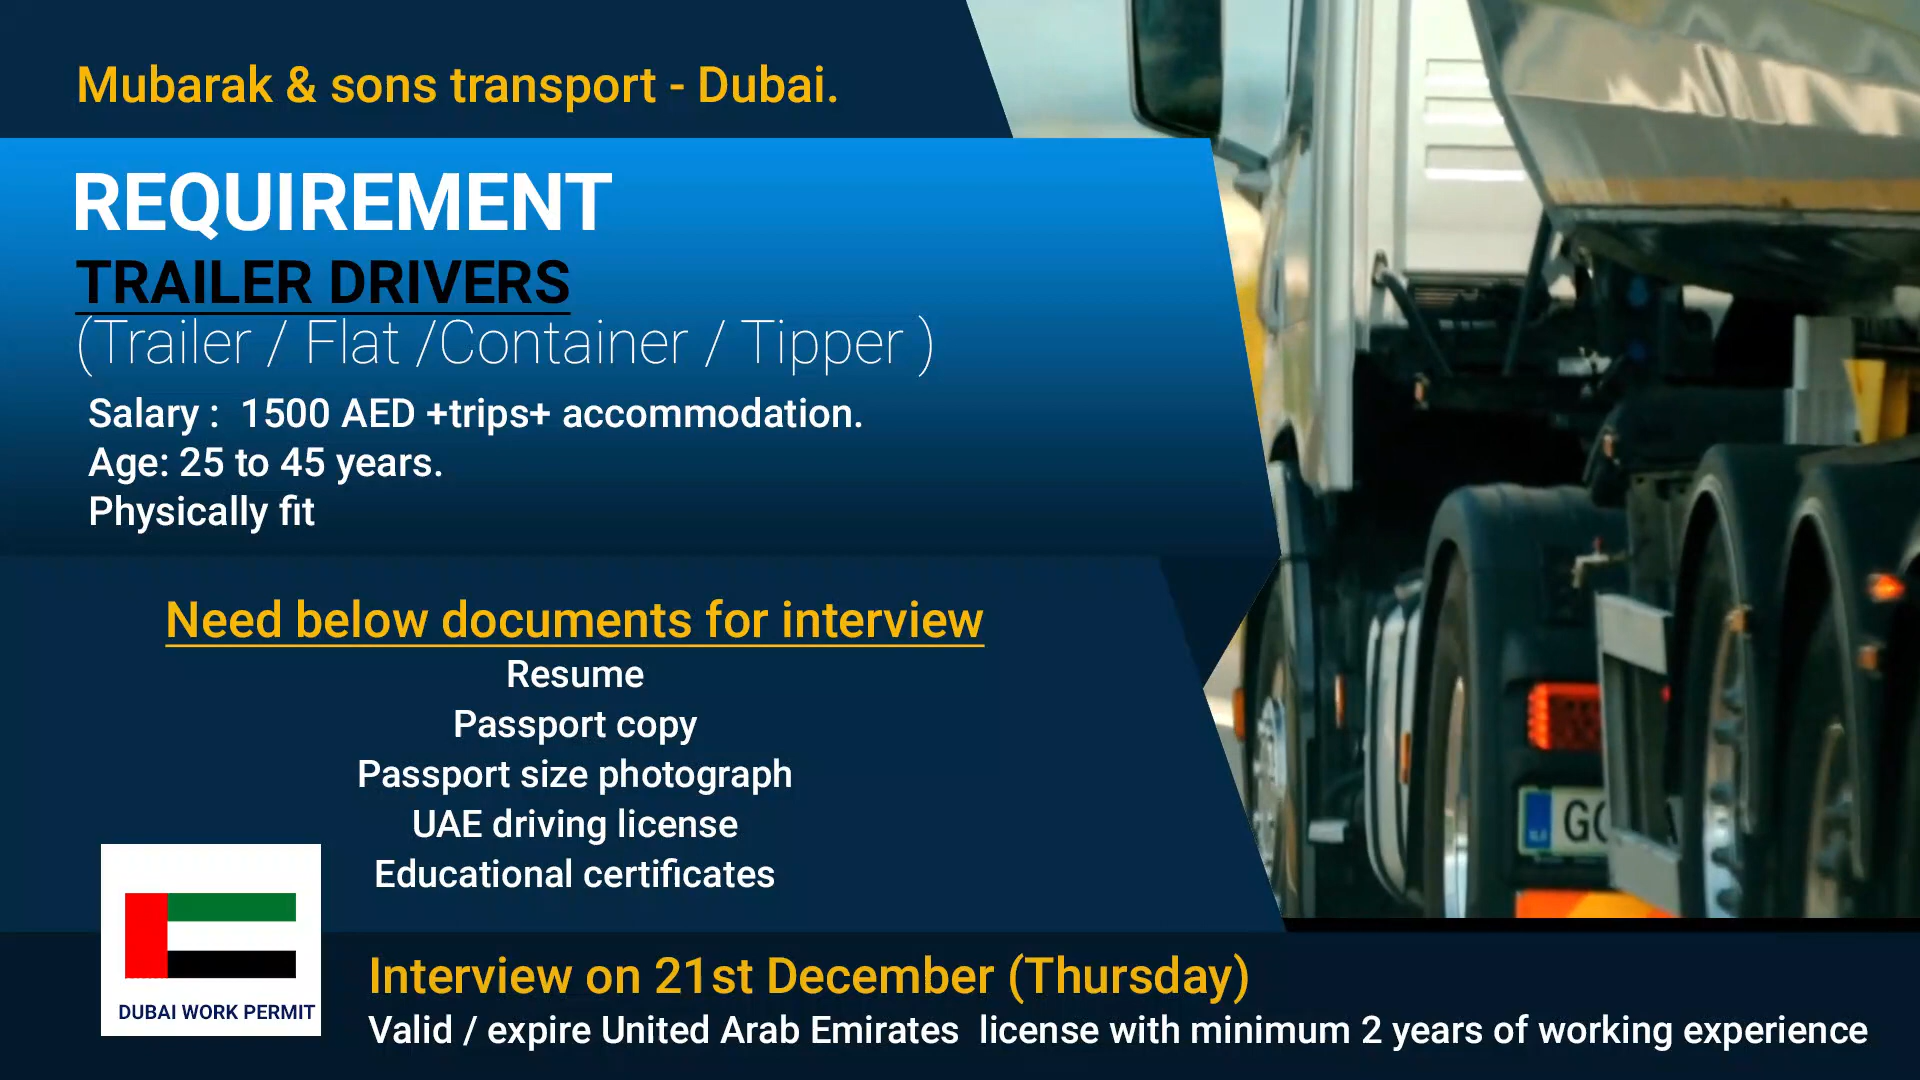 Mubarak & sons transport - Dubai.
REQUIREMENT
TRAILER DRIVERS
(Trailer / Flat /Container / Tipper )
Salary :  1500 AED +trips+ accommodation.
Age: 25 to 45 years.
Physically fit
Need below documents for interview
Resume
Passport copy
Passport size photograph
UAE driving license
Educational certificates
DUBAI WORK PERMIT
Interview on 21st December (Thursday)
Valid / expire United Arab Emirates  license with minimum 2 years of working experience